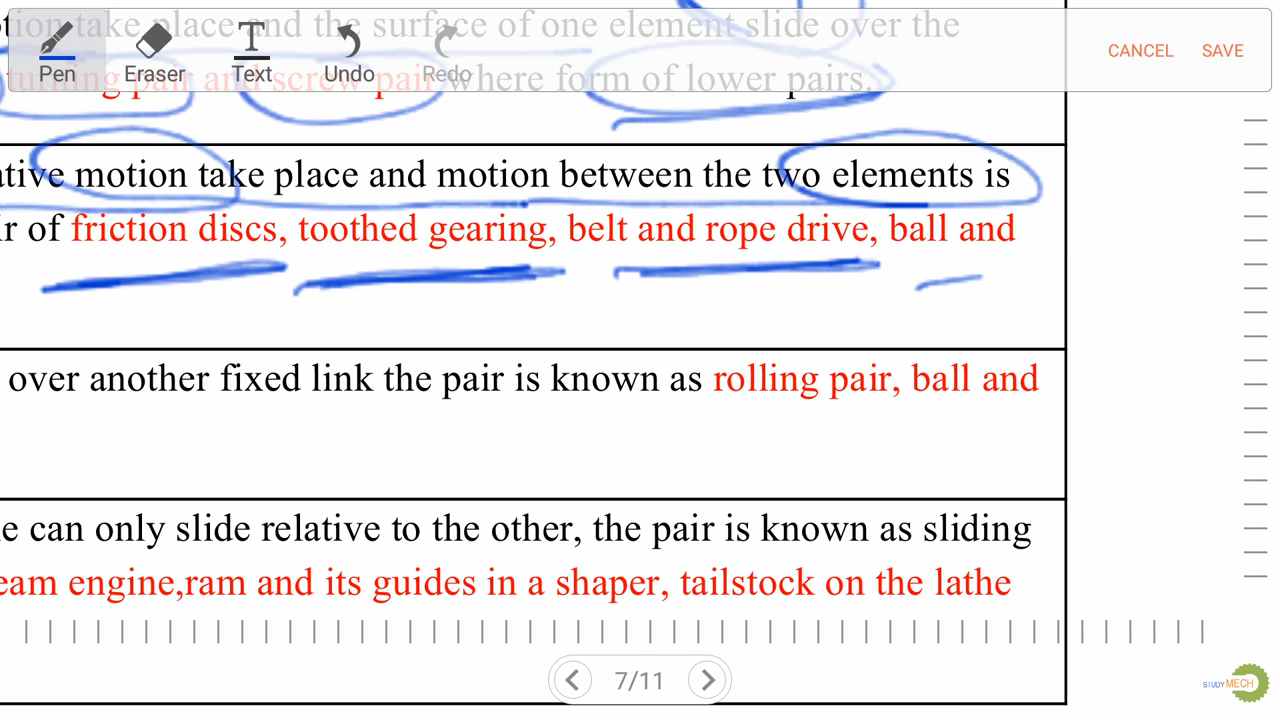 tion take place and the surface of one element slide over the
turning pair and screw pair where form of lower pairs.
Pen Eraser Text Undo Redo CANCEL SAVE
ative motion take place and motion between the two elements is
ir of friction discs, toothed gearing, belt and rope drive, ball and
over another fixed link the pair is known as rolling pair, ball and
e can only slide relative to the other, the pair is known as sliding
eam engine,ram and its guides in a shaper, tailstock on the lathe
7/11
STUDY MECH